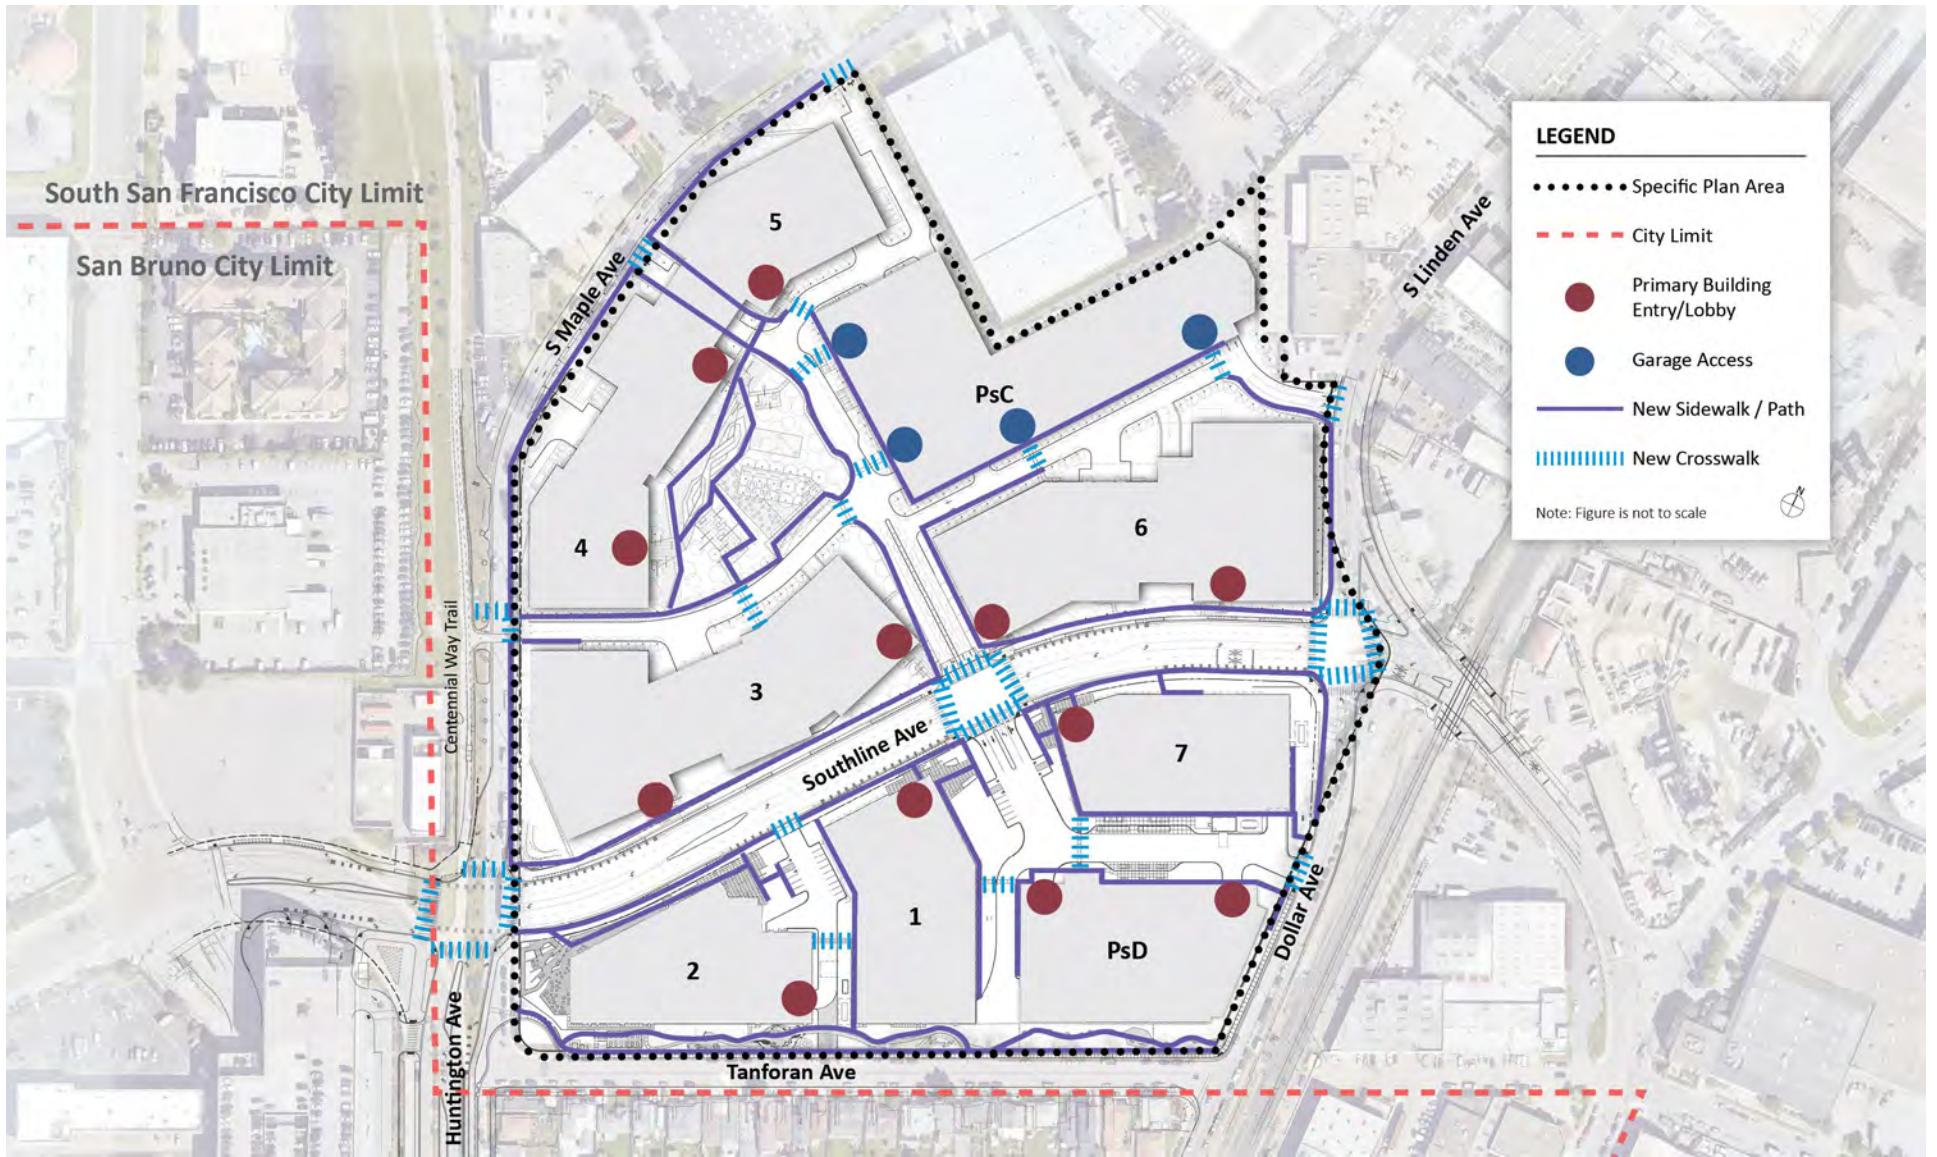 South San Francisco City Limit
San Bruno City Limit
S Maple Ave
S Linden Ave
Centennial Way Trail
Southline Ave
Huntington Ave
Tanforan Ave
Dollar Ave
5
PsC
4
6
3
7
1
2
PsD
LEGEND
Specific Plan Area
City Limit
Primary Building
Entry/Lobby
Garage Access
New Sidewalk / Path
New Crosswalk
N
Note: Figure is not to scale